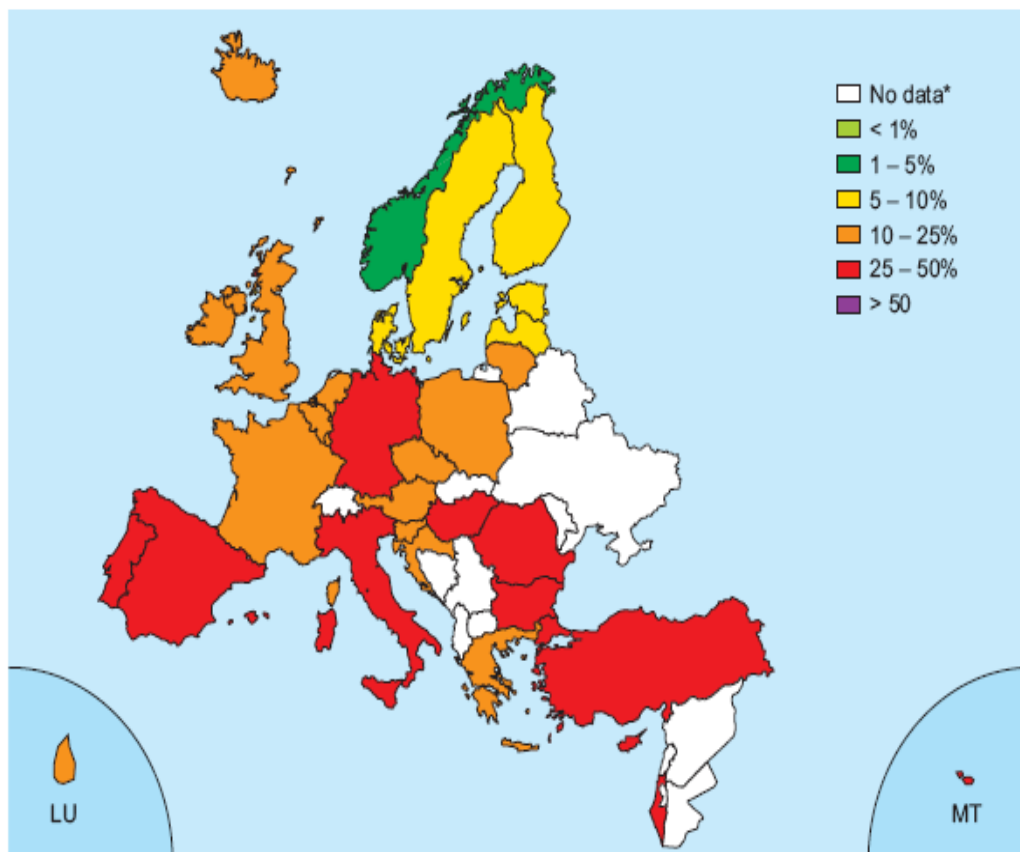 No data*
< 1%
1 – 5%
5 – 10%
10 – 25%
25 – 50%
> 50
LU
MT